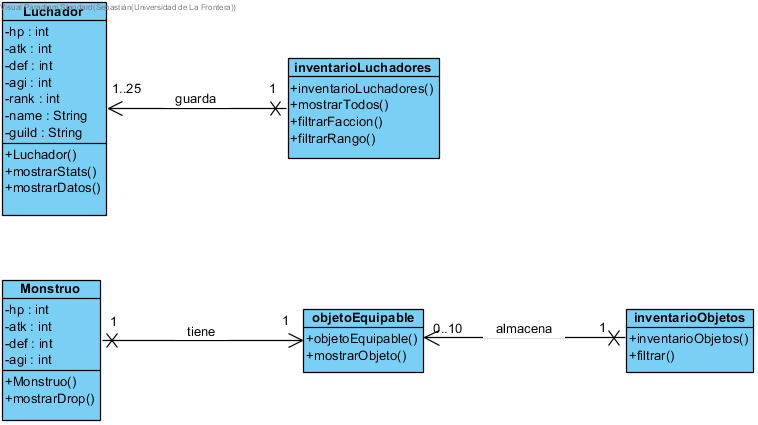 Visual Paradigm Standard(Sebastián(Universidad de La Frontera))
Luchador
-hp : int
-atk : int
-def : int
-agi : int
-rank : int
-name : String
-guild : String
+Luchador()
+mostrarStats()
+mostrarDatos()
1..25
guarda
1
inventarioLuchadores
+inventarioLuchadores()
+mostrarTodos()
+filtrarFaccion()
+filtrarRango()
Monstruo
-hp : int
-atk : int
-def : int
-agi : int
+Monstruo()
+mostrarDrop()
1
tiene
1
objetoEquipable
+objetoEquipable()
+mostrarObjeto()
0..10
almacena
1
inventarioObjetos
+inventarioObjetos()
+filtrar()